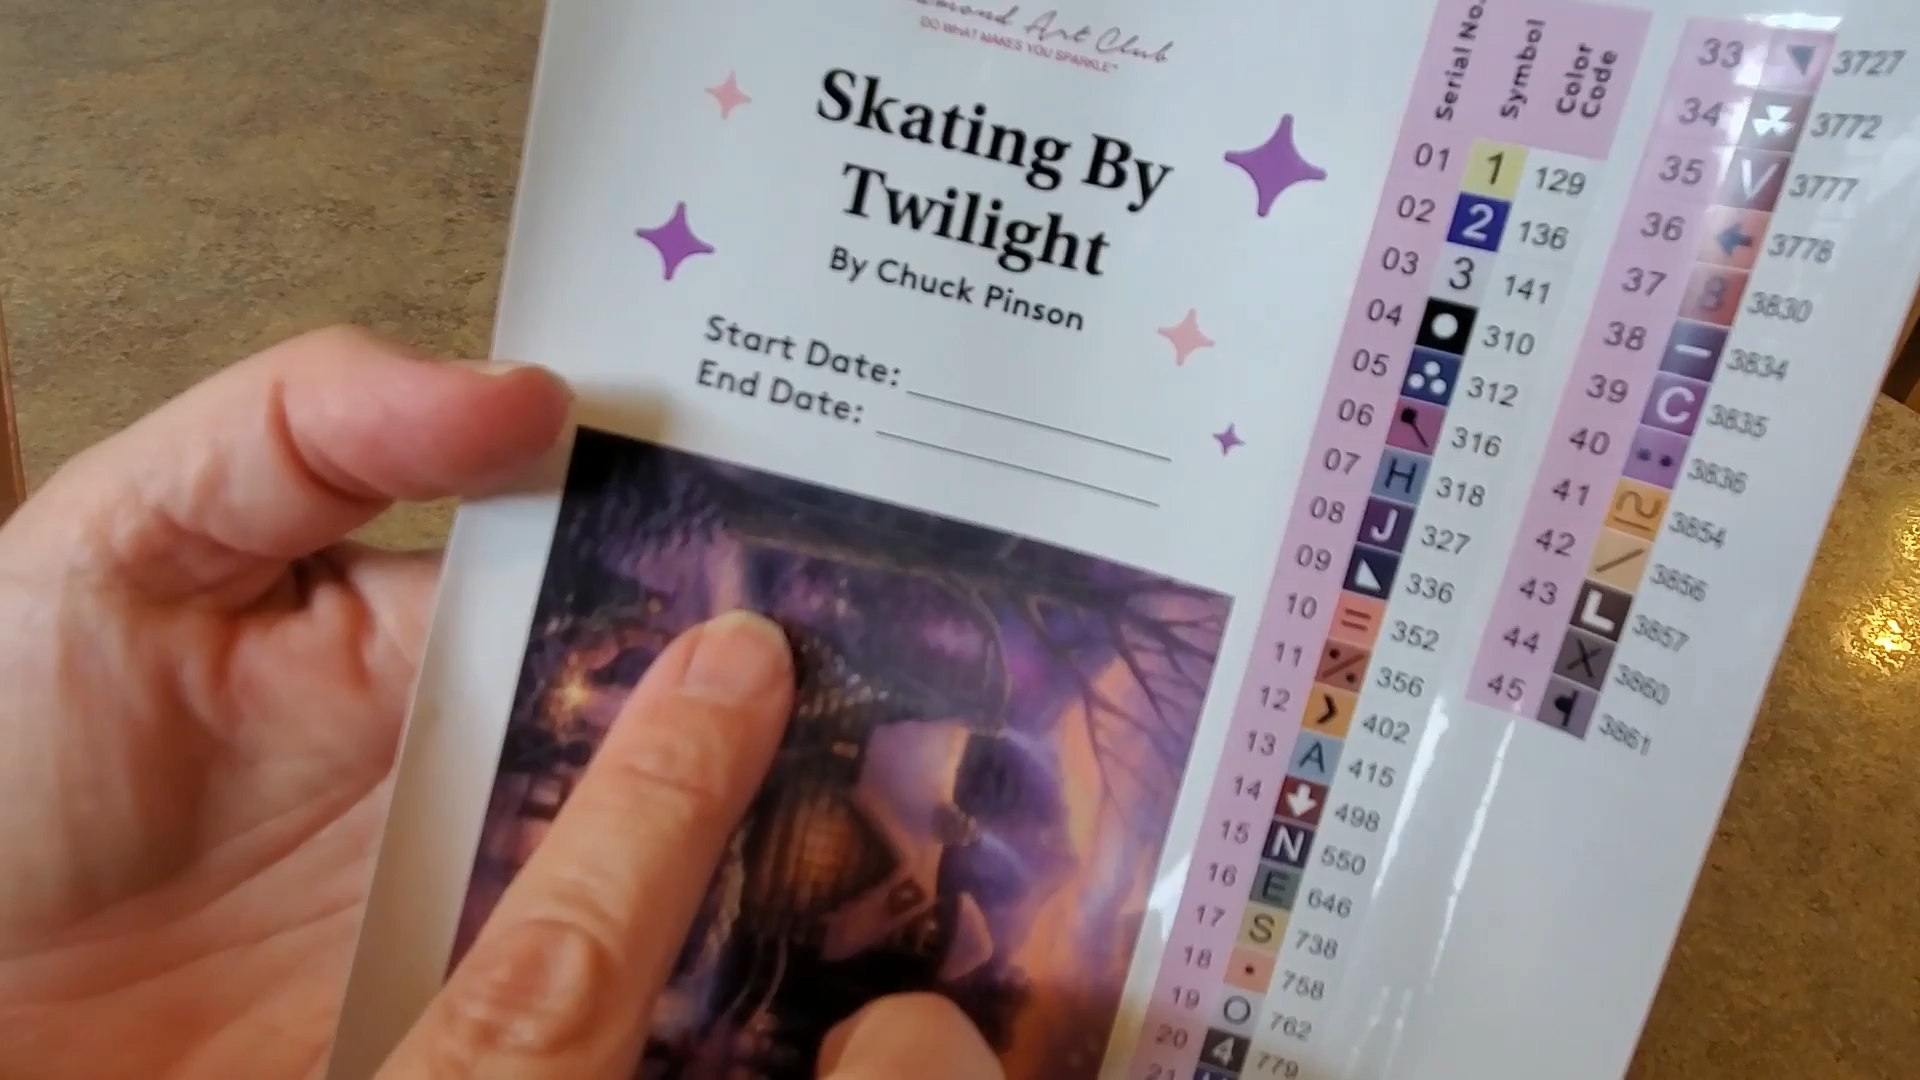 Art Club
DO WHAT MAKES YOU SPARKLE
Skating By
Twilight
By Chuck Pinson
Start Date:
End Date:
Serial No. Symbol Color Code
01 1 129
02 2 136
03 3 141
04 310
05 312
06 316
07 H 318
08 J 327
09 336
10 = 352
11 356
12 402
13 A 415
14 498
15 N 550
16 E 646
17 S 738
18 758
19 O 762
20 4 779
21
33 3727
34 3772
35 V 3777
36 3778
37 8 3830
38 3834
39 C 3835
40 3836
41 3854
42 / 3856
43 L 3857
44 X 3860
45 3861